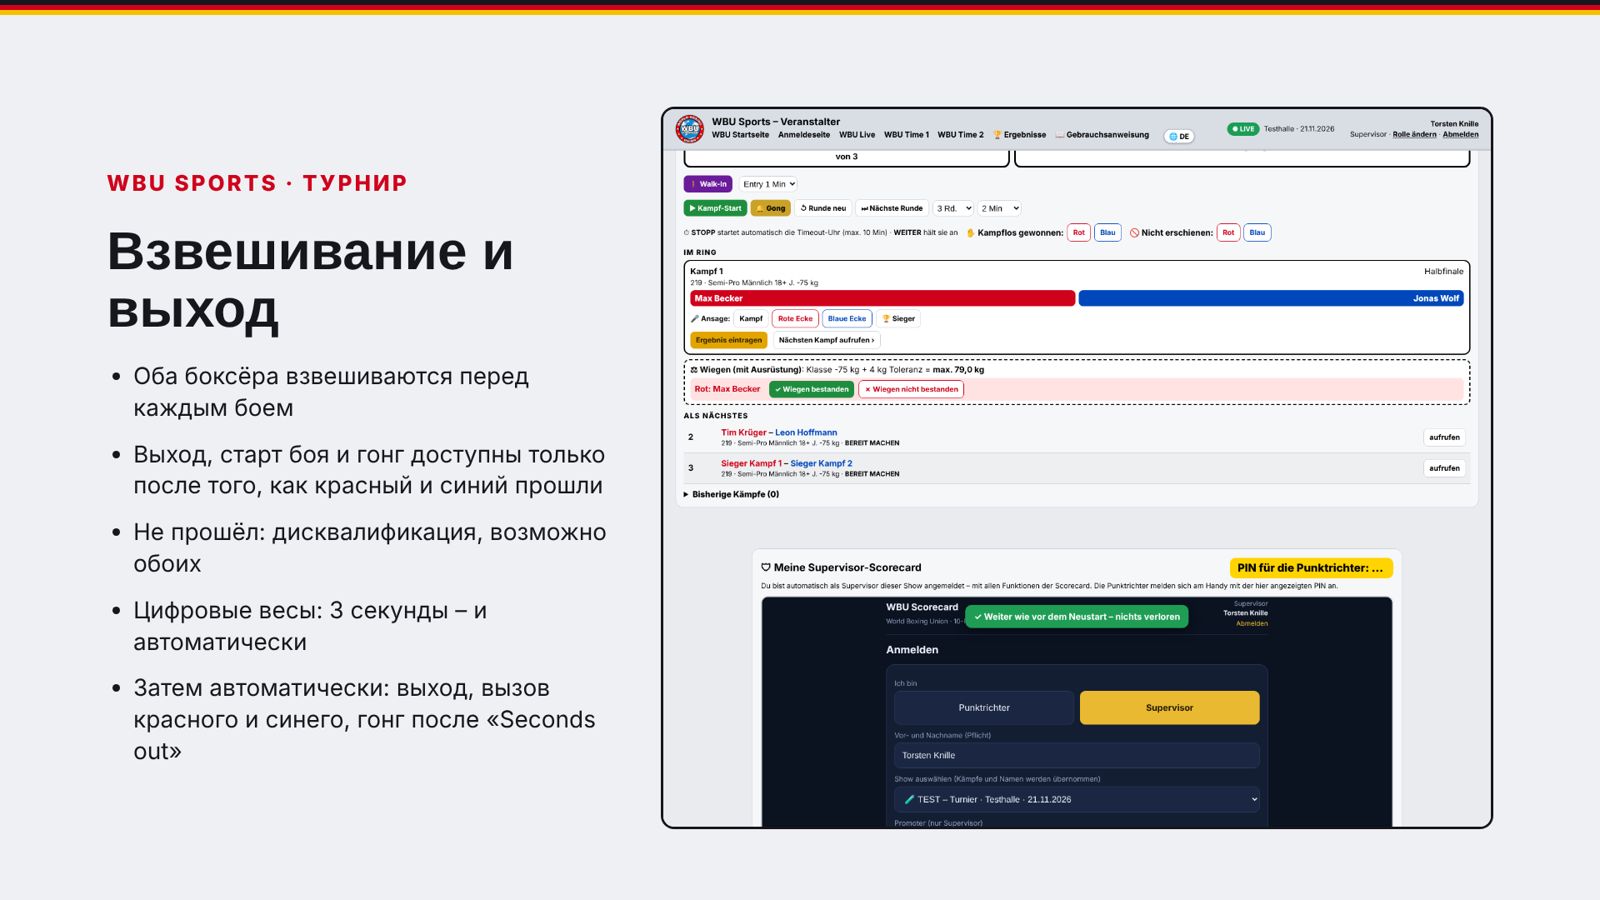 WBU SPORTS · ТУРНИР
Взвешивание и
выход
• Оба боксёра взвешиваются перед
каждым боем
• Выход, старт боя и гонг доступны только
после того, как красный и синий прошли
• Не прошёл: дисквалификация, возможно
обоих
• Цифровые весы: 3 секунды – и
автоматически
• Затем автоматически: выход, вызов
красного и синего, гонг после «Seconds
out»
WBU Sports – Veranstalter
WBU Startseite Anmeldeseite WBU Live WBU Time 1 WBU Time 2 🏆 Ergebnisse 📖 Gebrauchsanweisung 🌐 DE
● LIVE Testhalle · 21.11.2026
Torsten Knille
Supervisor · Rolle ändern · Abmelden
von 3
Walk-In Entry 1 Min
▶ Kampf-Start 🔔 Gong Runde neu Nächste Runde 3 Rd. 2 Min
STOPP startet automatisch die Timeout-Uhr (max. 10 Min) · WEITER hält sie an ✋ Kampflos gewonnen: Rot Blau 🚫 Nicht erschienen: Rot Blau
IM RING
Kampf 1 Halbfinale
219 · Semi-Pro Männlich 18+ J. -75 kg
Max Becker Jonas Wolf
🎤 Ansage: Kampf Rote Ecke Blaue Ecke 🏆 Sieger
Ergebnis eintragen Nächsten Kampf aufrufen ›
⚖ Wiegen (mit Ausrüstung): Klasse -75 kg + 4 kg Toleranz = max. 79,0 kg
Rot: Max Becker ✓ Wiegen bestanden ✕ Wiegen nicht bestanden
ALS NÄCHSTES
2 Tim Krüger – Leon Hoffmann aufrufen
219 · Semi-Pro Männlich 18+ J. -75 kg · BEREIT MACHEN
3 Sieger Kampf 1 – Sieger Kampf 2 aufrufen
219 · Semi-Pro Männlich 18+ J. -75 kg · BEREIT MACHEN
▶ Bisherige Kämpfe (0)
🛡 Meine Supervisor-Scorecard PIN für die Punktrichter: ...
Du bist automatisch als Supervisor dieser Show angemeldet – mit allen Funktionen der Scorecard. Die Punktrichter melden sich am Handy mit der hier angezeigten PIN an.
WBU Scorecard
World Boxing Union · 10-
✓ Weiter wie vor dem Neustart – nichts verloren
Supervisor
Torsten Knille
Abmelden
Anmelden
Ich bin
Punktrichter Supervisor
Vor- und Nachname (Pflicht)
Torsten Knille
Show auswählen (Kämpfe und Namen werden übernommen)
🧪 TEST – Turnier · Testhalle · 21.11.2026
Promoter (nur Supervisor)